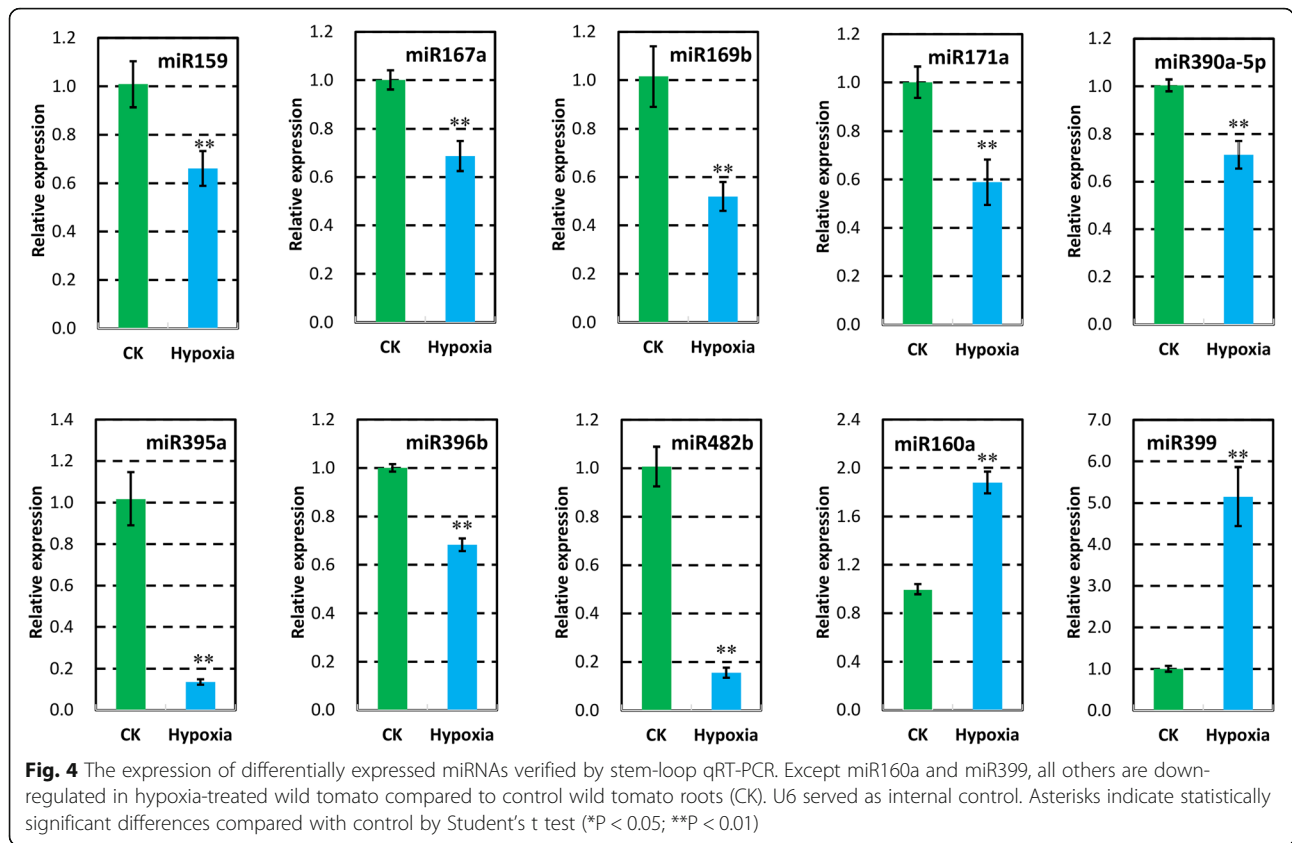 miR159
Relative expression
1.2
1.0
0.8
0.6
0.4
0.2
0.0
**
CK Hypoxia
miR167a
Relative expression
1.2
1.0
0.8
0.6
0.4
0.2
0.0
**
CK Hypoxia
miR169b
Relative expression
1.2
1.0
0.8
0.6
0.4
0.2
0.0
**
CK Hypoxia
miR171a
Relative expression
1.2
1.0
0.8
0.6
0.4
0.2
0.0
**
CK Hypoxia
miR390a-5p
Relative expression
1.2
1.0
0.8
0.6
0.4
0.2
0.0
**
CK Hypoxia
miR395a
Relative expression
1.4
1.2
1.0
0.8
0.6
0.4
0.2
0.0
**
CK Hypoxia
miR396b
Relative expression
1.2
1.0
0.8
0.6
0.4
0.2
0.0
**
CK Hypoxia
miR482b
Relative expression
1.2
1.0
0.8
0.6
0.4
0.2
0.0
**
CK Hypoxia
miR160a
Relative expression
2.4
2.0
1.6
1.2
0.8
0.4
0.0
**
CK Hypoxia
miR399
Relative expression
7.0
6.0
5.0
4.0
3.0
2.0
1.0
0.0
**
CK Hypoxia
Fig. 4 The expression of differentially expressed miRNAs verified by stem-loop qRT-PCR. Except miR160a and miR399, all others are down-
regulated in hypoxia-treated wild tomato compared to control wild tomato roots (CK). U6 served as internal control. Asterisks indicate statistically
significant differences compared with control by Student's t test (*P < 0.05; **P < 0.01)